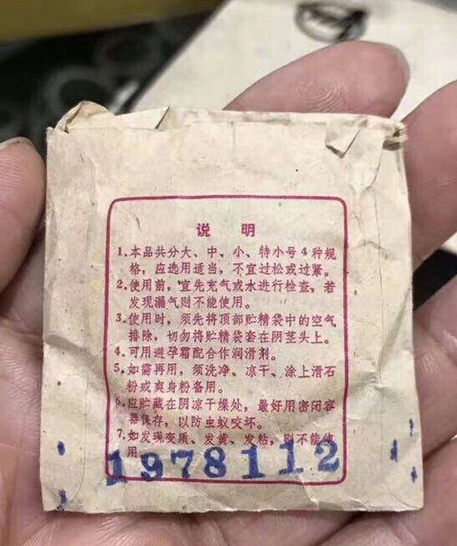 说 明
1.本品共分大、中、小、特小号4种规
格，应选用适当，不宜过松或过紧。
2.使用前，宜先充气或水进行检查，若
发现漏气则不能使用。
3.使用时，须先将顶部贮精袋中的空气
排除，切勿将贮精袋套在阴茎头上。
4.可用避孕霜配合作润滑剂。
5.如需再用，须洗净、凉干、涂上滑石
粉或爽身粉备用。
6.应贮藏在阴凉干燥处，最好用密闭容
器保存，以防虫蚁咬坏。
7.如发现变质、发黄、发粘，则不能使
用。
1978112